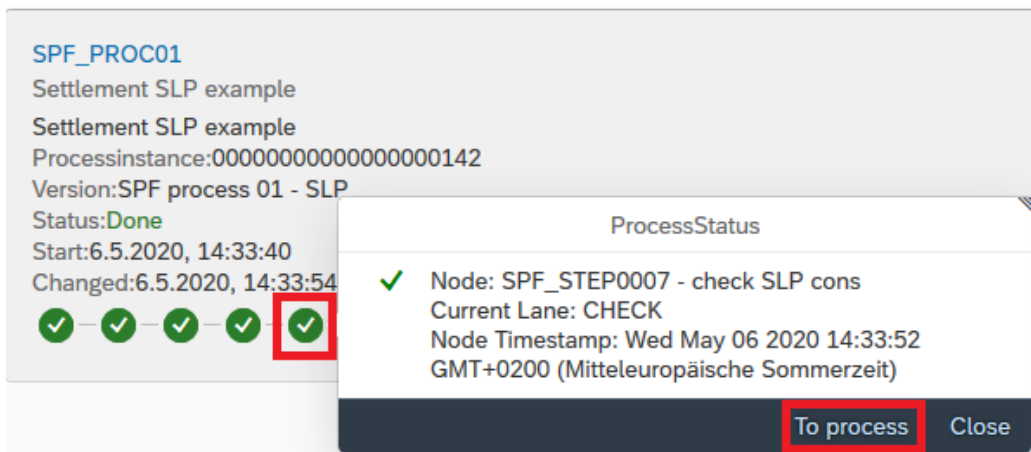 SPF_PROC01
Settlement SLP example
Settlement SLP example
Processinstance:00000000000000000142
Version:SPF process 01 - SLP
Status:Done
Start:6.5.2020, 14:33:40
Changed:6.5.2020, 14:33:54
ProcessStatus
Node: SPF_STEP0007 - check SLP cons
Current Lane: CHECK
Node Timestamp: Wed May 06 2020 14:33:52
GMT+0200 (Mitteleuropäische Sommerzeit)
To process Close